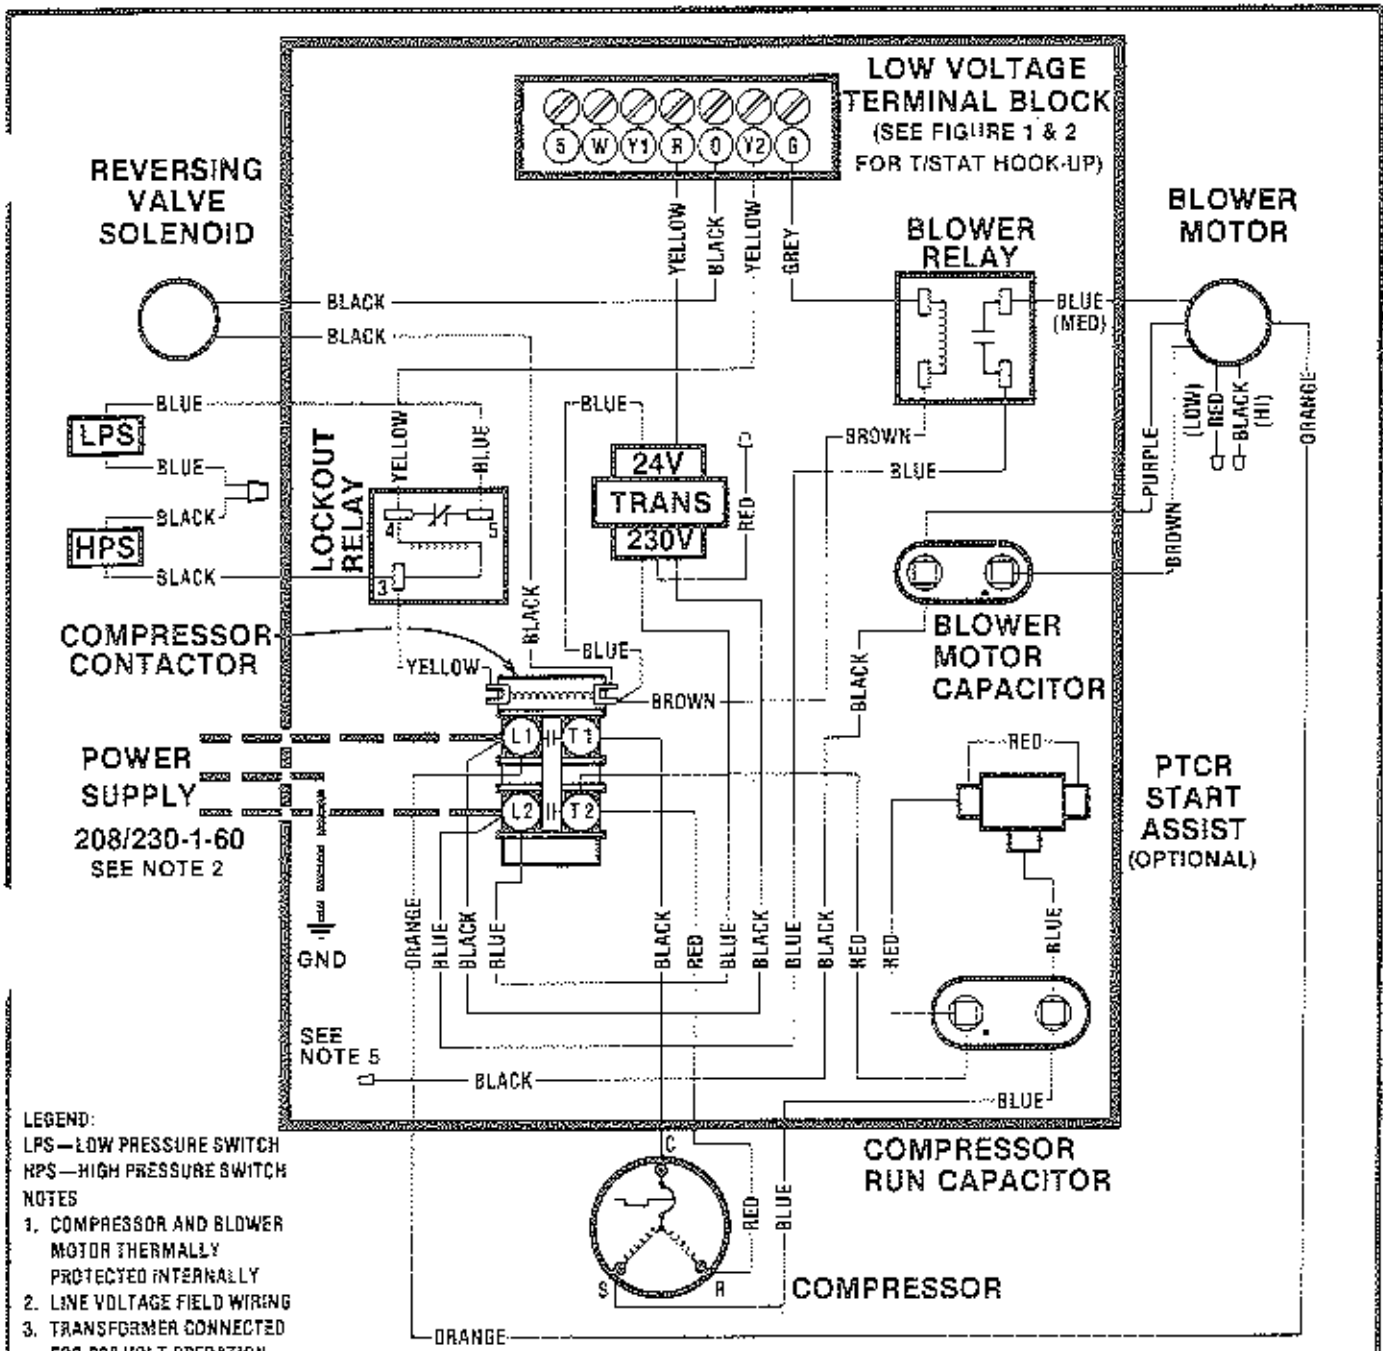 LOW VOLTAGE
TERMINAL BLOCK
(SEE FIGURE 1 & 2
FOR T/STAT HOOK-UP)
W Y1 R O Y2 G
REVERSING
VALVE
SOLENOID
BLOWER
RELAY
BLOWER
MOTOR
YELLOW
BLACK
YELLOW
GREY
BLACK
BLACK
BLUE
(MED)
BLUE
LPS
BLUE
BLACK
HPS
BLACK
LOCKOUT
RELAY
YELLOW
BLUE
4
5
3
BLUE
24V
TRANS
230V
RED
BROWN
BLUE
PURPLE
BROWN
(LOW)
RED
BLACK
(HI)
ORANGE
COMPRESSOR
CONTACTOR
YELLOW
BLACK
BLUE
BROWN
BLACK
BLOWER
MOTOR
CAPACITOR
L1
T1
L2
T2
POWER
SUPPLY
208/230-1-60
SEE NOTE 2
GND
RED
PTCR
START
ASSIST
(OPTIONAL)
ORANGE
BLUE
BLACK
BLUE
BLACK
RED
BLUE
BLACK
BLUE
BLACK
RED
RED
BLUE
SEE
NOTE 5
BLACK
BLUE
COMPRESSOR
RUN CAPACITOR
C
S
R
RED
BLUE
COMPRESSOR
ORANGE
LEGEND:
LPS—LOW PRESSURE SWITCH
HPS—HIGH PRESSURE SWITCH
NOTES
1. COMPRESSOR AND BLOWER
MOTOR THERMALLY
PROTECTED INTERNALLY
2. LINE VOLTAGE FIELD WIRING
3. TRANSFORMER CONNECTED